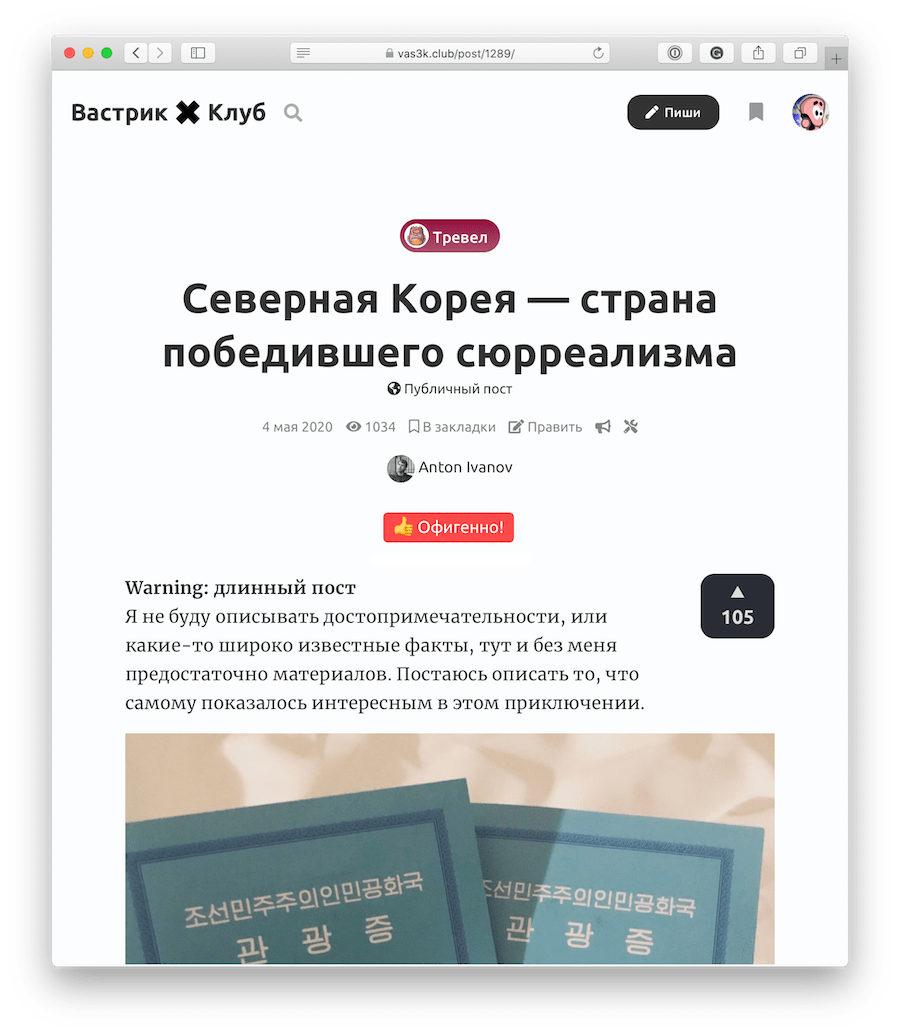 vas3k.club/post/1289/
Вастрик ✖ Клуб
Пиши
Тревел
Северная Корея — страна
победившего сюрреализма
Публичный пост
4 мая 2020 1034 В закладки Править
Anton Ivanov
👍 Офигенно!
Warning: длинный пост
Я не буду описывать достопримечательности, или
какие-то широко известные факты, тут и без меня
предостаточно материалов. Постаюсь описать то, что
самому показалось интересным в этом приключении.
▲
105
조선민주주의인민공화국
관 광 증
조선민주주의인민공화국
관 광 증